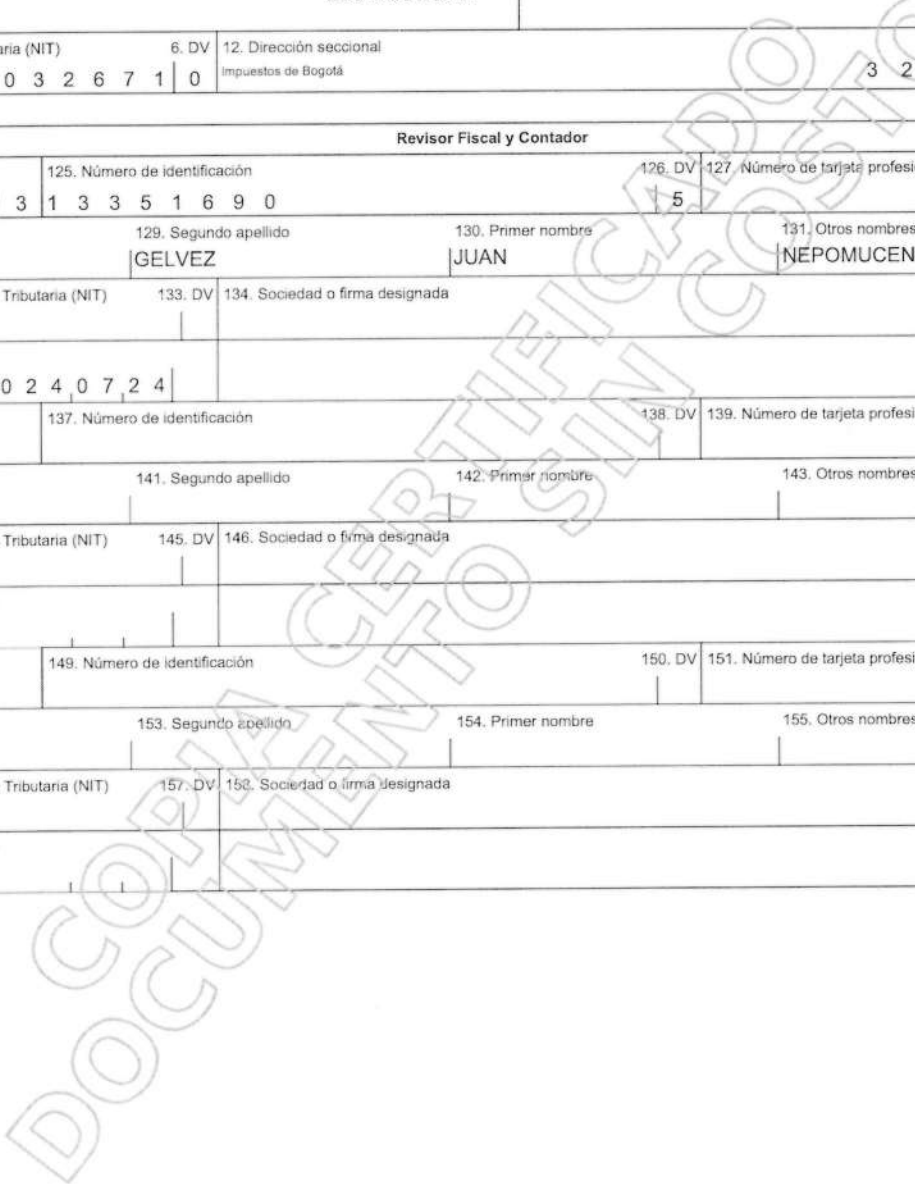 aria (NIT) 6. DV 12. Dirección seccional
0 3 2 6 7 1 0 Impuestos de Bogotá 3 2
Revisor Fiscal y Contador
125. Número de identificación 126. DV 127. Número de tarjeta profesi
3 1 3 3 5 1 6 9 0 5
129. Segundo apellido 130. Primer nombre 131. Otros nombres
GELVEZ JUAN NEPOMUCEN
Tributaria (NIT) 133. DV 134. Sociedad o firma designada
0 2 4 0 7 2 4
137. Número de identificación 138. DV 139. Número de tarjeta profesi
141. Segundo apellido 142. Primer nombre 143. Otros nombres
Tributaria (NIT) 145. DV 146. Sociedad o firma designada
149. Número de identificación 150. DV 151. Número de tarjeta profesi
153. Segundo apellido 154. Primer nombre 155. Otros nombres
Tributaria (NIT) 157. DV 158. Sociedad o firma designada
COPIA CERTIFICADO
DOCUMENTO SIN COSTO